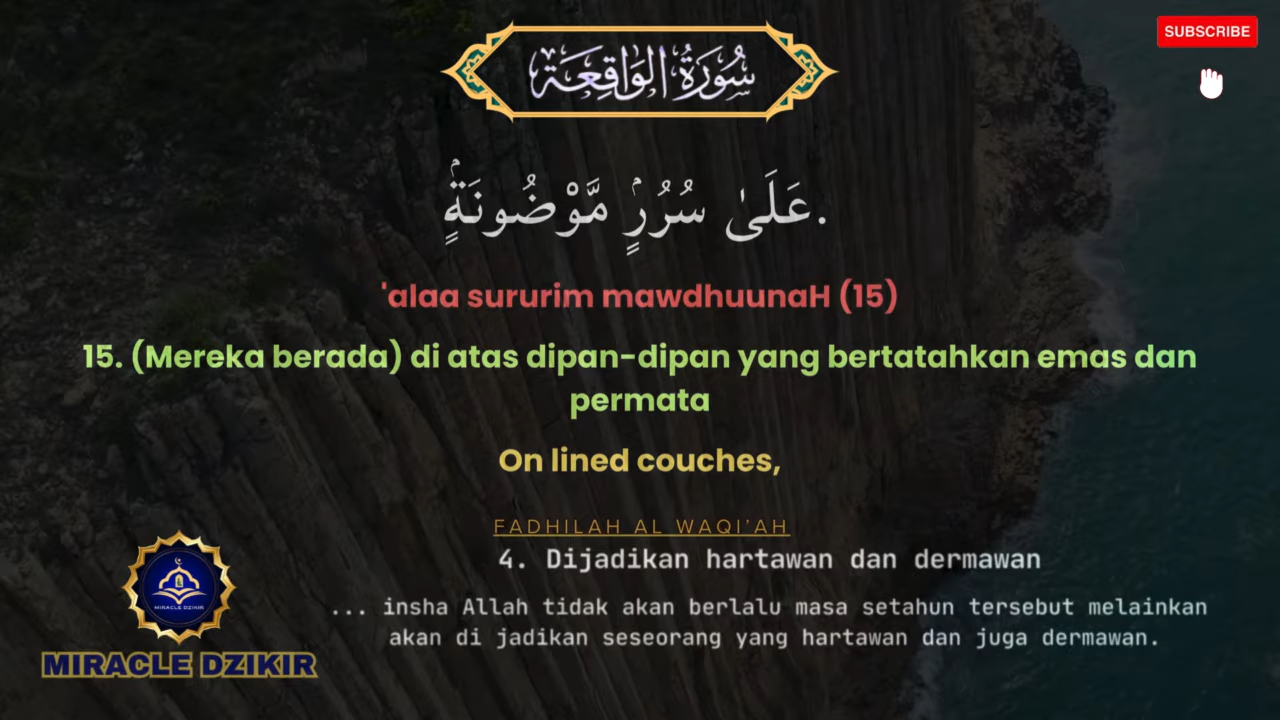 SUBSCRIBE
سُورَةُ الوَاقِعَة
عَلَىٰ سُرُرٍۢ مَّوْضُونَةٍۢ.
'alaa sururim mawdhuunaH (15)
15. (Mereka berada) di atas dipan-dipan yang bertatahkan emas dan
permata
On lined couches,
FADHILAH AL WAQI'AH
4. Dijadikan hartawan dan dermawan
... insha Allah tidak akan berlalu masa setahun tersebut melainkan
akan di jadikan seseorang yang hartawan dan juga dermawan.
MIRACLE DZIKIR
MIRACLE DZIKIR